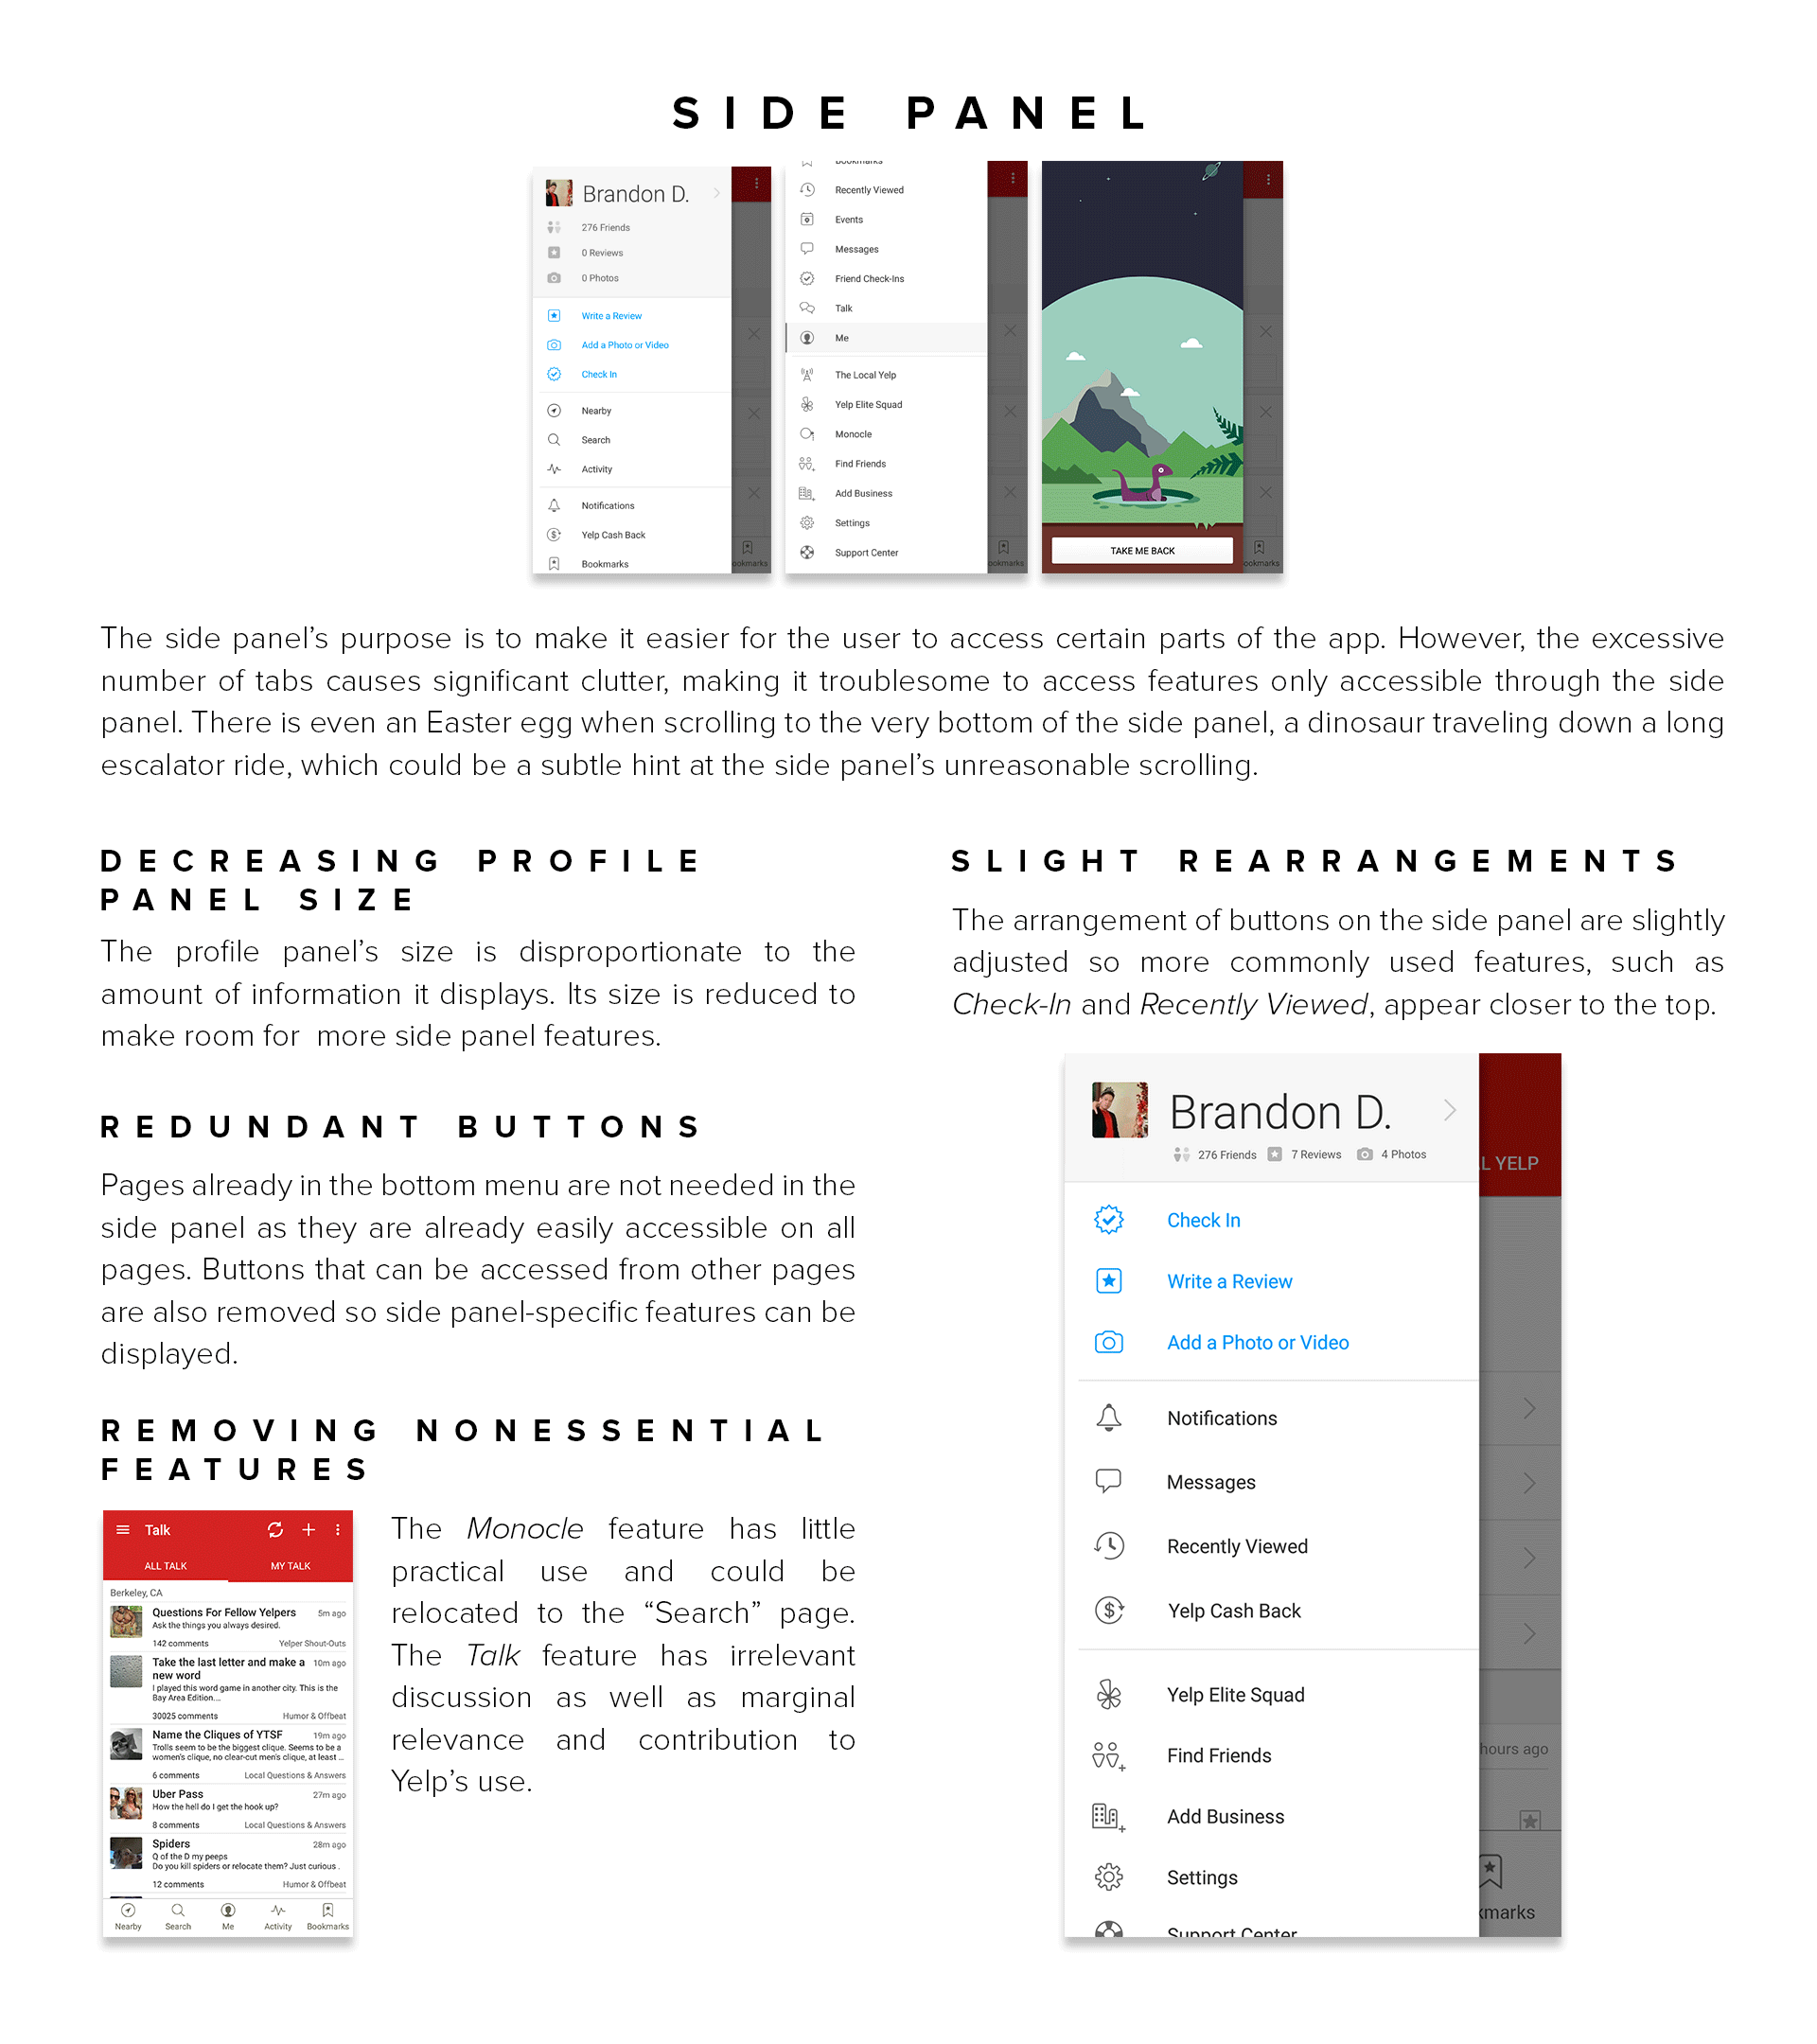 SIDE PANEL
Brandon D.
276 Friends
0 Reviews
0 Photos
Write a Review
Add a Photo or Video
Check In
Nearby
Search
Activity
Notifications
Yelp Cash Back
Bookmarks
ookmarks
Bookmarks
Recently Viewed
Events
Messages
Friend Check-Ins
Talk
Me
The Local Yelp
Yelp Elite Squad
Monocle
Find Friends
Add Business
Settings
Support Center
ookmarks
TAKE ME BACK
ookmarks
The side panel’s purpose is to make it easier for the user to access certain parts of the app. However, the excessive
number of tabs causes significant clutter, making it troublesome to access features only accessible through the side
panel. There is even an Easter egg when scrolling to the very bottom of the side panel, a dinosaur traveling down a long
escalator ride, which could be a subtle hint at the side panel’s unreasonable scrolling.
DECREASING PROFILE
PANEL SIZE
The profile panel’s size is disproportionate to the
amount of information it displays. Its size is reduced to
make room for  more side panel features.
REDUNDANT BUTTONS
Pages already in the bottom menu are not needed in the
side panel as they are already easily accessible on all
pages. Buttons that can be accessed from other pages
are also removed so side panel-specific features can be
displayed.
REMOVING NONESSENTIAL
FEATURES
Talk
ALL TALK MY TALK
Berkeley, CA
Questions For Fellow Yelpers 5m ago
Ask the things you always desired.
142 comments Yelper Shout-Outs
Take the last letter and make a 10m ago
new word
I played this word game in another city. This is the
Bay Area Edition...
30025 comments Humor & Offbeat
Name the Cliques of YTSF 19m ago
Trolls seem to be the biggest clique. Seems to be a
women's clique, no clear-cut men's clique, at least ...
6 comments Local Questions & Answers
Uber Pass 27m ago
How the hell do I get the hook up?
8 comments Local Questions & Answers
Spiders 28m ago
Q of the D my peeps
Do you kill spiders or relocate them? Just curious .
12 comments Humor & Offbeat
Nearby Search Me Activity Bookmarks
The Monocle feature has little
practical use and could be
relocated to the “Search” page.
The Talk feature has irrelevant
discussion as well as marginal
relevance and contribution to
Yelp’s use.
SLIGHT REARRANGEMENTS
The arrangement of buttons on the side panel are slightly
adjusted so more commonly used features, such as
Check-In and Recently Viewed, appear closer to the top.
Brandon D.
276 Friends 7 Reviews 4 Photos
L YELP
Check In
Write a Review
Add a Photo or Video
Notifications
Messages
Recently Viewed
Yelp Cash Back
Yelp Elite Squad
Find Friends
hours ago
Add Business
Settings
kmarks
Support Center